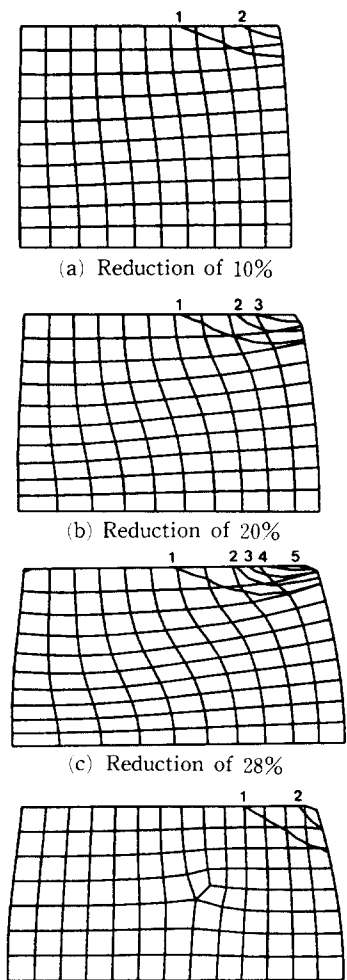 1 2
(a) Reduction of 10%
1 2 3
(b) Reduction of 20%
1 2 3 4 5
(c) Reduction of 28%
1 2